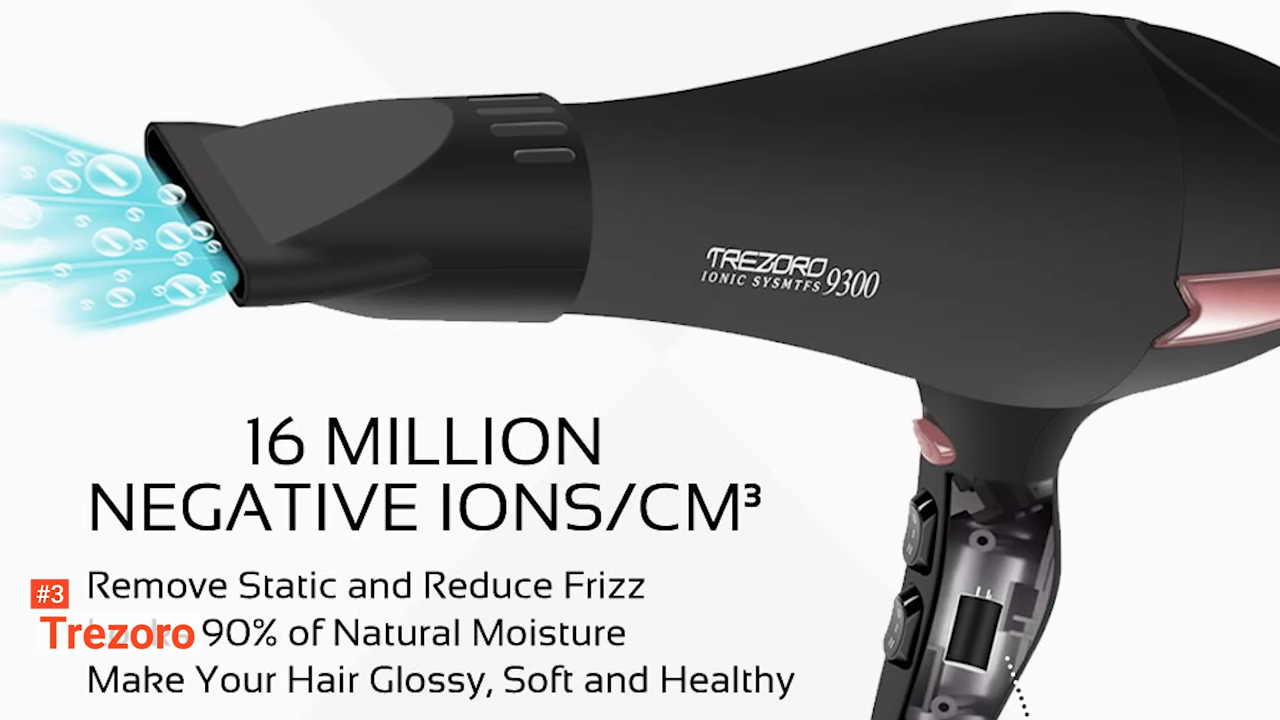 TREZORO
IONIC SYSMTFS 9300
16 MILLION
NEGATIVE IONS/CM³
Remove Static and Reduce Frizz
#3
Trezoro 90% of Natural Moisture
Make Your Hair Glossy, Soft and Healthy